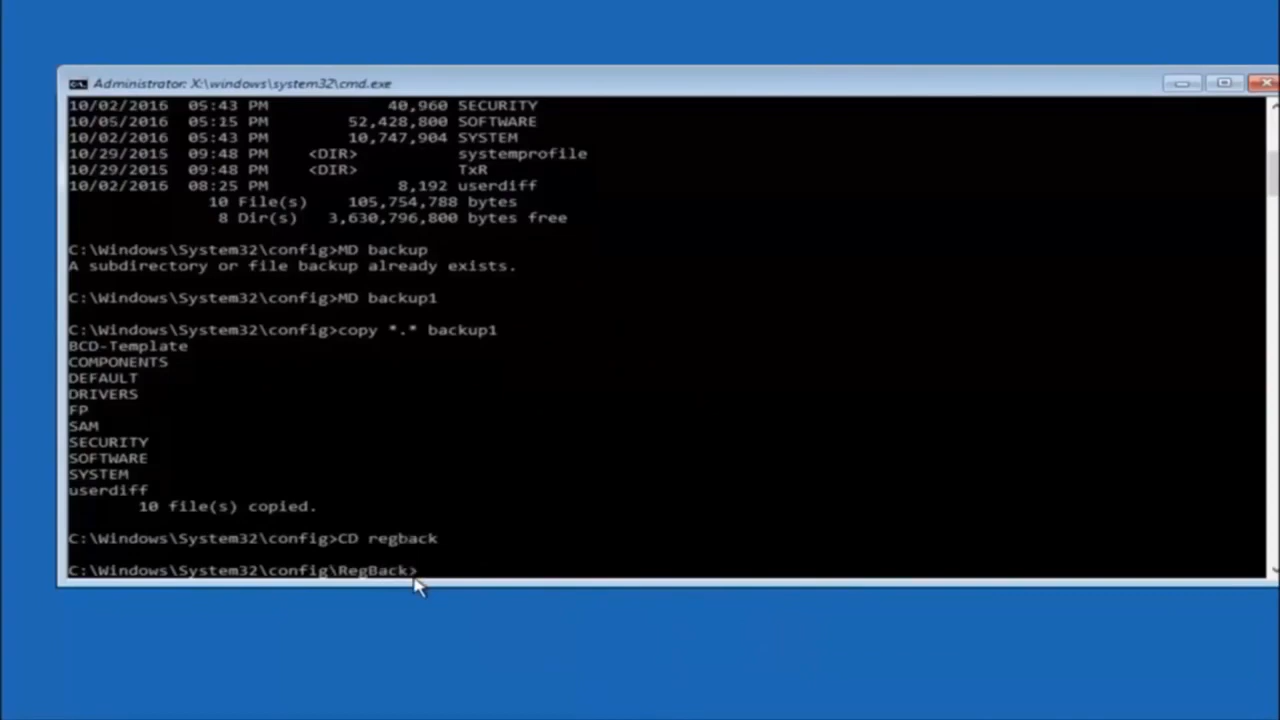 Administrator: X:\windows\system32\cmd.exe
10/02/2016  05:43 PM            40,960 SECURITY
10/05/2016  05:15 PM        52,428,800 SOFTWARE
10/02/2016  05:43 PM        10,747,904 SYSTEM
10/29/2015  09:48 PM    <DIR>          systemprofile
10/29/2015  09:48 PM    <DIR>          TxR
10/02/2016  08:25 PM             8,192 userdiff
10 File(s)    105,754,788 bytes
8 Dir(s)   3,630,796,800 bytes free
C:\Windows\System32\config>MD backup
A subdirectory or file backup already exists.
C:\Windows\System32\config>MD backup1
C:\Windows\System32\config>copy *.* backup1
BCD-Template
COMPONENTS
DEFAULT
DRIVERS
FP
SAM
SECURITY
SOFTWARE
SYSTEM
userdiff
10 file(s) copied.
C:\Windows\System32\config>CD regback
C:\Windows\System32\config\RegBack>